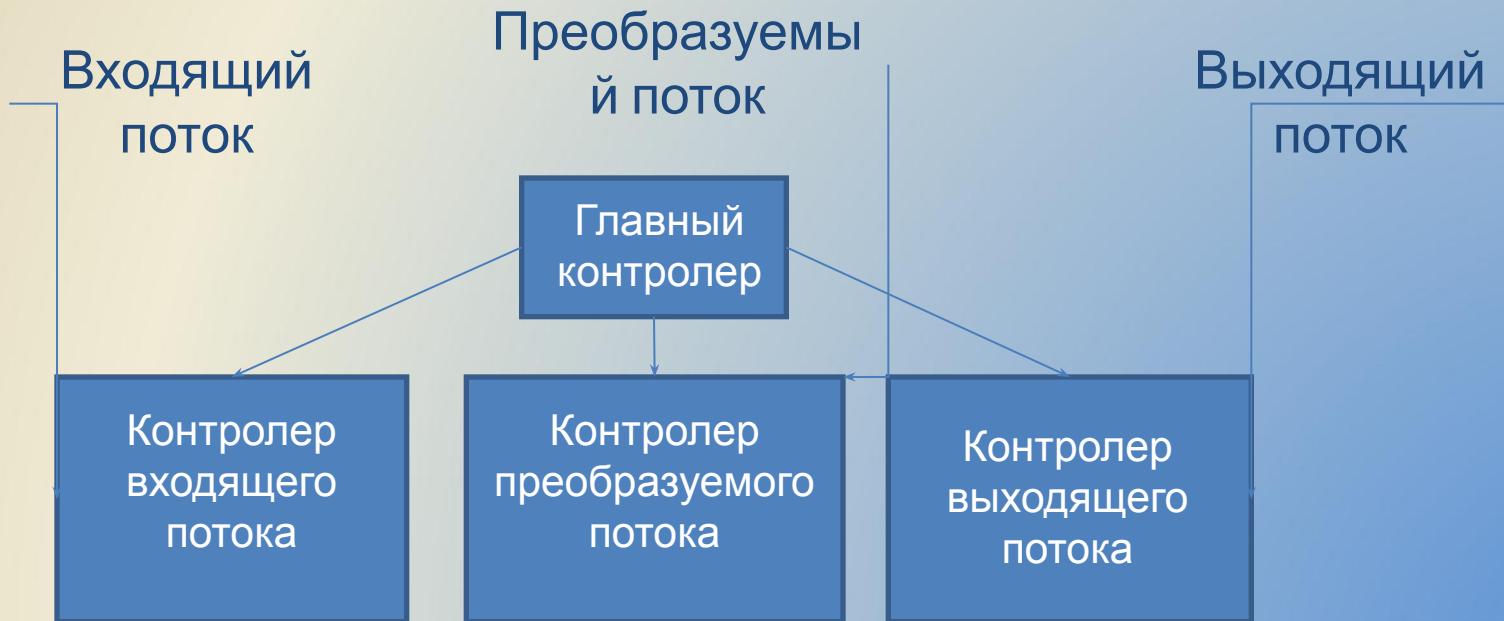 Входящий
поток
Преобразуемы
й поток
Выходящий
поток
Главный
контролер
Контролер
входящего
потока
Контролер
преобразуемого
потока
Контролер
выходящего
потока